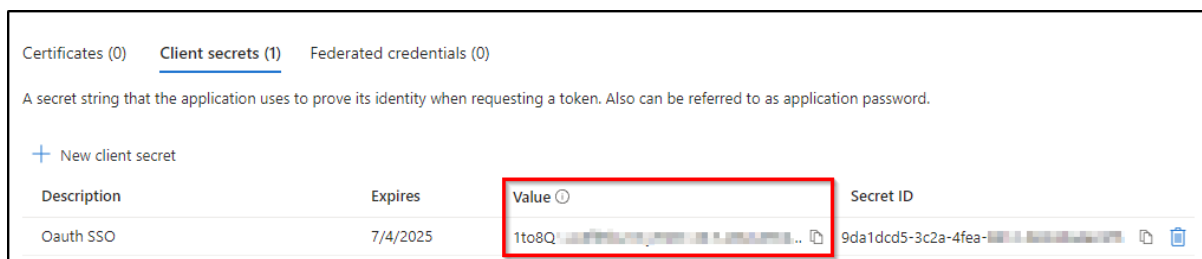 Certificates (0) Client secrets (1) Federated credentials (0)
A secret string that the application uses to prove its identity when requesting a token. Also can be referred to as application password.
New client secret
Description Expires Value Secret ID
Oauth SSO 7/4/2025 1to8Q .. 9da1dcd5-3c2a-4fea-